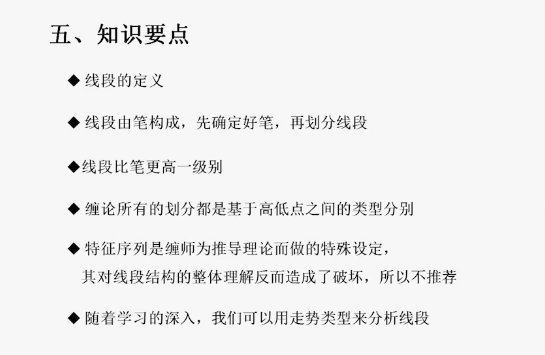 五、知识要点
◆ 线段的定义
◆ 线段由笔构成，先确定好笔，再划分线段
◆线段比笔更高一级别
◆ 缠论所有的划分都是基于高低点之间的类型分别
◆ 特征序列是缠师为推导理论而做的特殊设定，
其对线段结构的整体理解反而造成了破坏，所以不推荐
◆ 随着学习的深入，我们可以用走势类型来分析线段